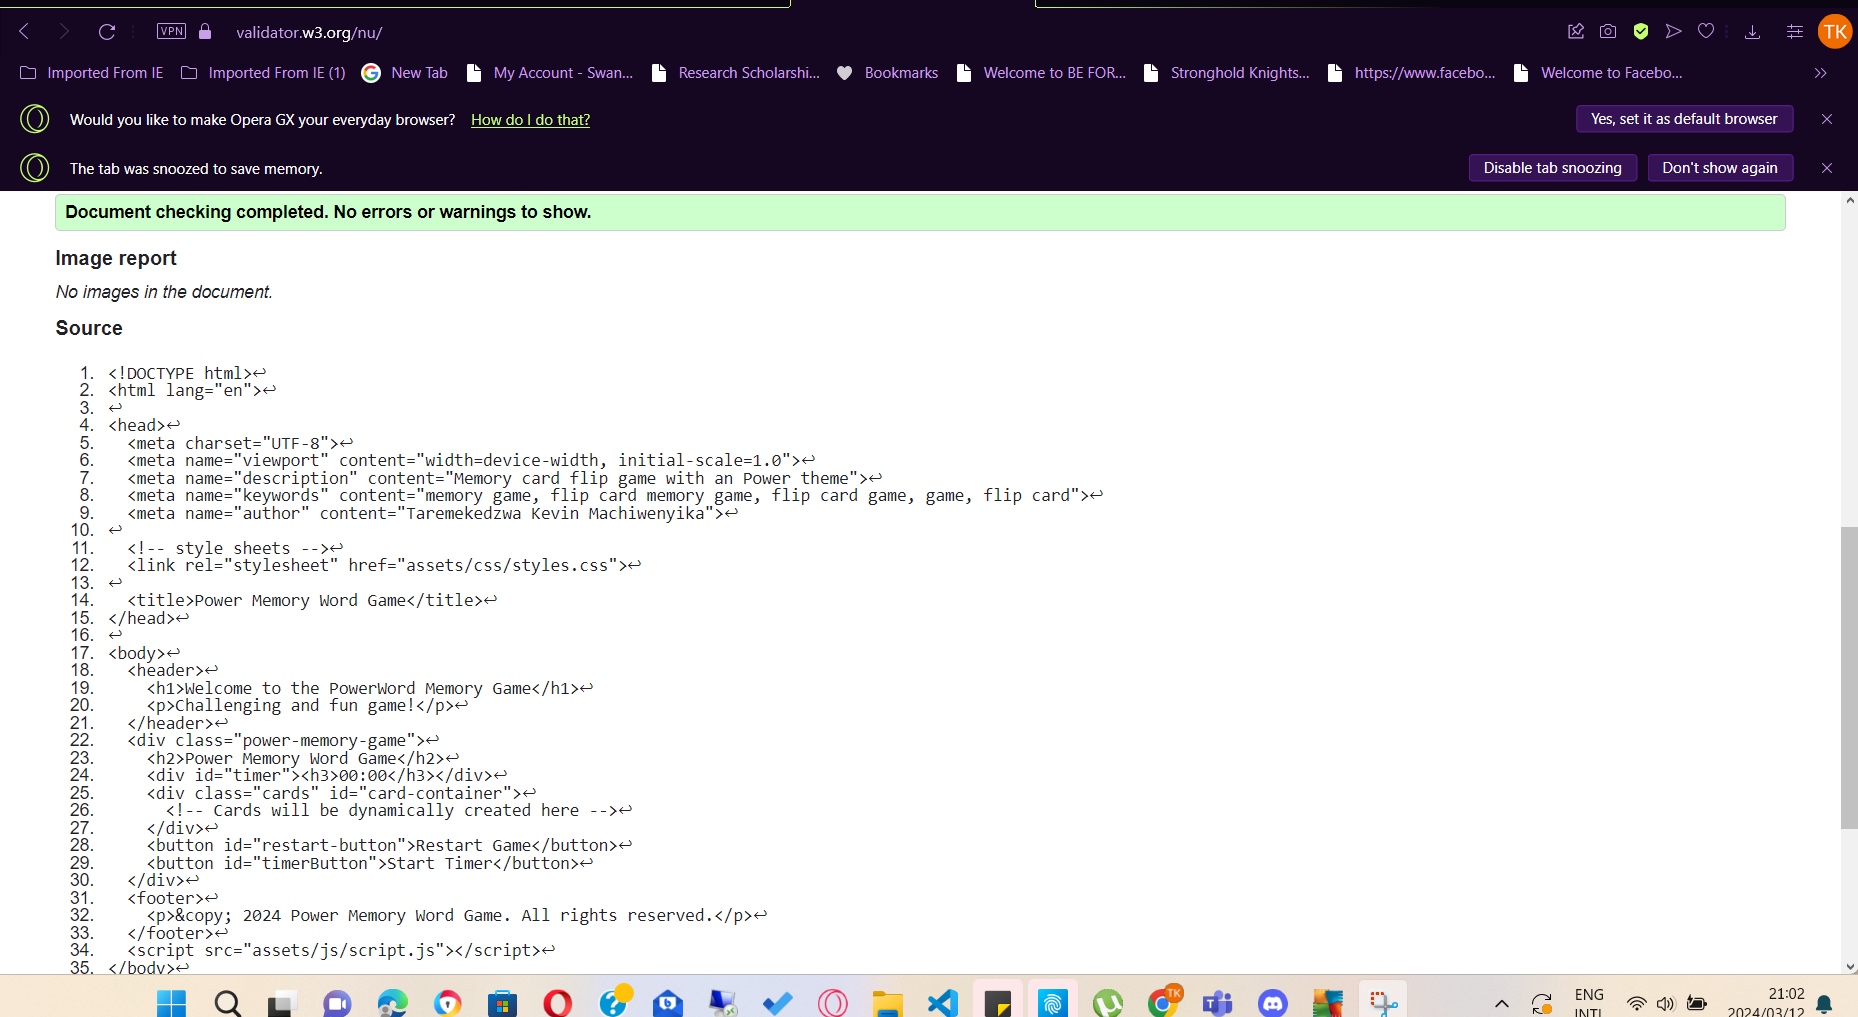 VPN validator.w3.org/nu/ TK
Imported From IE Imported From IE (1) New Tab My Account - Swan... Research Scholarshi... Bookmarks Welcome to BE FOR... Stronghold Knights... https://www.facebo... Welcome to Facebo...
Would you like to make Opera GX your everyday browser? How do I do that? Yes, set it as default browser
The tab was snoozed to save memory. Disable tab snoozing Don't show again
Document checking completed. No errors or warnings to show.
Image report
No images in the document.
Source
1. <!DOCTYPE html>↩
2. <html lang="en">↩
3. ↩
4. <head>↩
5. <meta charset="UTF-8">↩
6. <meta name="viewport" content="width=device-width, initial-scale=1.0">↩
7. <meta name="description" content="Memory card flip game with an Power theme">↩
8. <meta name="keywords" content="memory game, flip card memory game, flip card game, game, flip card">↩
9. <meta name="author" content="Taremekedzwa Kevin Machiwenyika">↩
10. ↩
11. <!-- style sheets -->↩
12. <link rel="stylesheet" href="assets/css/styles.css">↩
13. ↩
14. <title>Power Memory Word Game</title>↩
15. </head>↩
16. ↩
17. <body>↩
18. <header>↩
19. <h1>Welcome to the PowerWord Memory Game</h1>↩
20. <p>Challenging and fun game!</p>↩
21. </header>↩
22. <div class="power-memory-game">↩
23. <h2>Power Memory Word Game</h2>↩
24. <div id="timer"><h3>00:00</h3></div>↩
25. <div class="cards" id="card-container">↩
26. <!-- Cards will be dynamically created here -->↩
27. </div>↩
28. <button id="restart-button">Restart Game</button>↩
29. <button id="timerButton">Start Timer</button>↩
30. </div>↩
31. <footer>↩
32. <p>&copy; 2024 Power Memory Word Game. All rights reserved.</p>↩
33. </footer>↩
34. <script src="assets/js/script.js"></script>↩
35. </body>↩
TK
ENG
INTL
21:02
2024/03/12